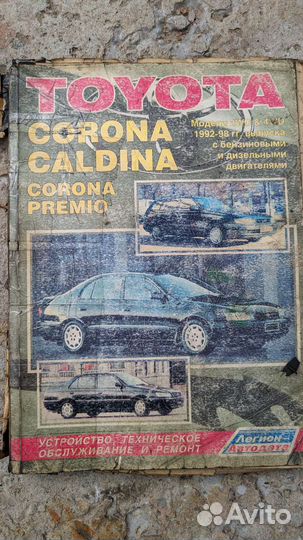 TOYOTA
CORONA
CALDINA
CORONA
PREMIO
Модели 2WD & 4WD
1992-98 гг. выпуска
с бензиновыми
и дизельными
двигателями
УСТРОЙСТВО, ТЕХНИЧЕСКОЕ
ОБСЛУЖИВАНИЕ И РЕМОНТ
Легион
Автодата
Avito